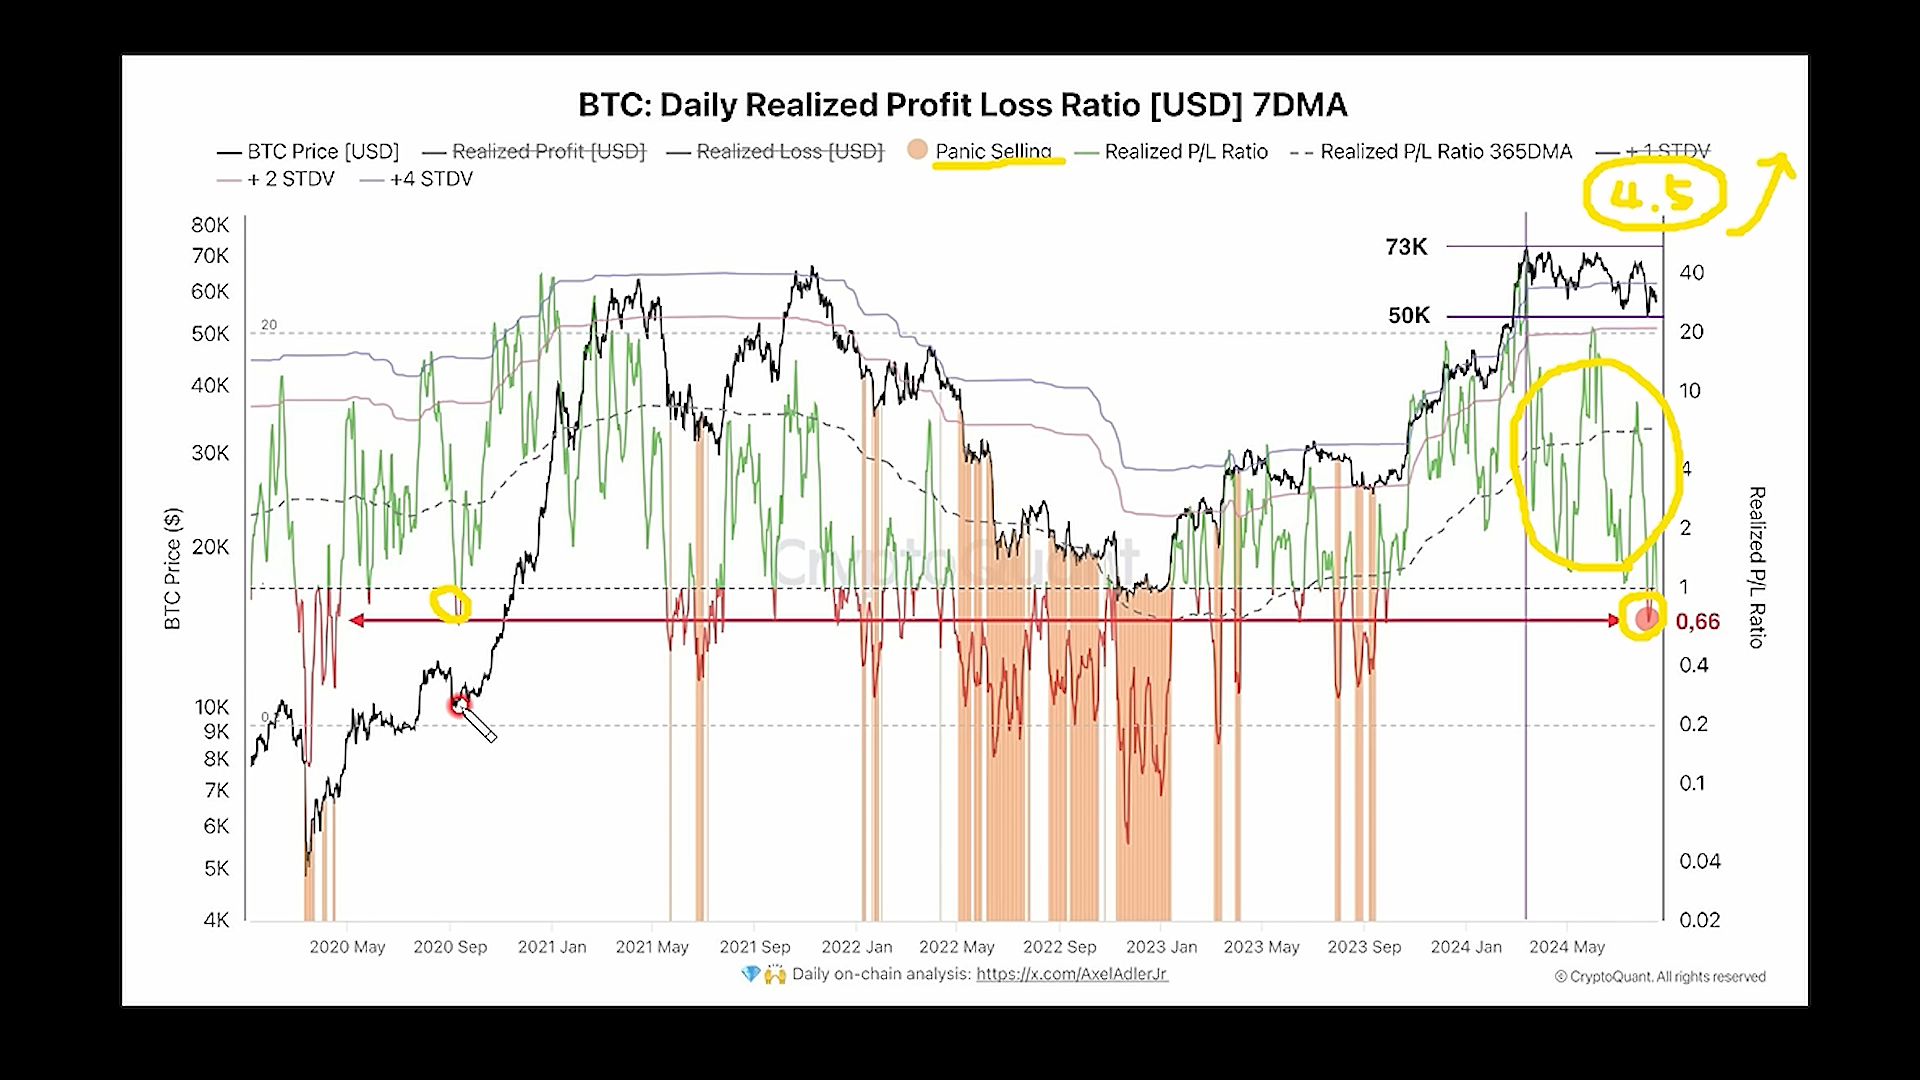 BTC: Daily Realized Profit Loss Ratio [USD] 7DMA
BTC Price [USD] Realized Profit [USD] Realized Loss [USD] Panic Selling Realized P/L Ratio Realized P/L Ratio 365DMA + 1 STDV
+ 2 STDV +4 STDV
4.5
80K
70K
60K
50K
40K
30K
20K
10K
9K
8K
7K
6K
5K
4K
BTC Price ($)
20
73K
50K
CryptoQuant
40
20
10
4
2
1
0,66
0.4
0.2
0.1
0.04
0.02
Realized P/L Ratio
2020 May 2020 Sep 2021 Jan 2021 May 2021 Sep 2022 Jan 2022 May 2022 Sep 2023 Jan 2023 May 2023 Sep 2024 Jan 2024 May
Daily on-chain analysis: https://x.com/AxelAdlerJr
© CryptoQuant. All rights reserved